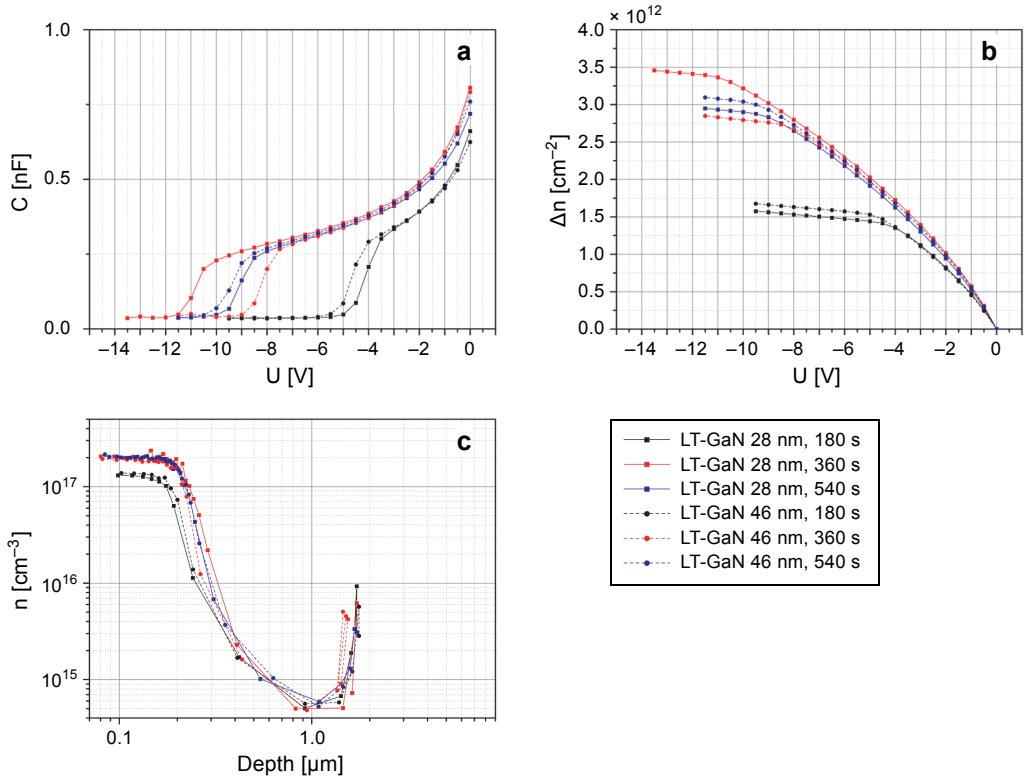 a
C [nF]
1.0
0.5
0.0
−14 −12 −10 −8 −6 −4 −2 0
U [V]
b
× 10¹²
Δn [cm⁻²]
4.0
3.5
3.0
2.5
2.0
1.5
1.0
0.5
0.0
−14 −12 −10 −8 −6 −4 −2 0
U [V]
c
n [cm⁻³]
10¹⁷
10¹⁶
10¹⁵
0.1 1.0
Depth [µm]
LT-GaN 28 nm, 180 s
LT-GaN 28 nm, 360 s
LT-GaN 28 nm, 540 s
LT-GaN 46 nm, 180 s
LT-GaN 46 nm, 360 s
LT-GaN 46 nm, 540 s